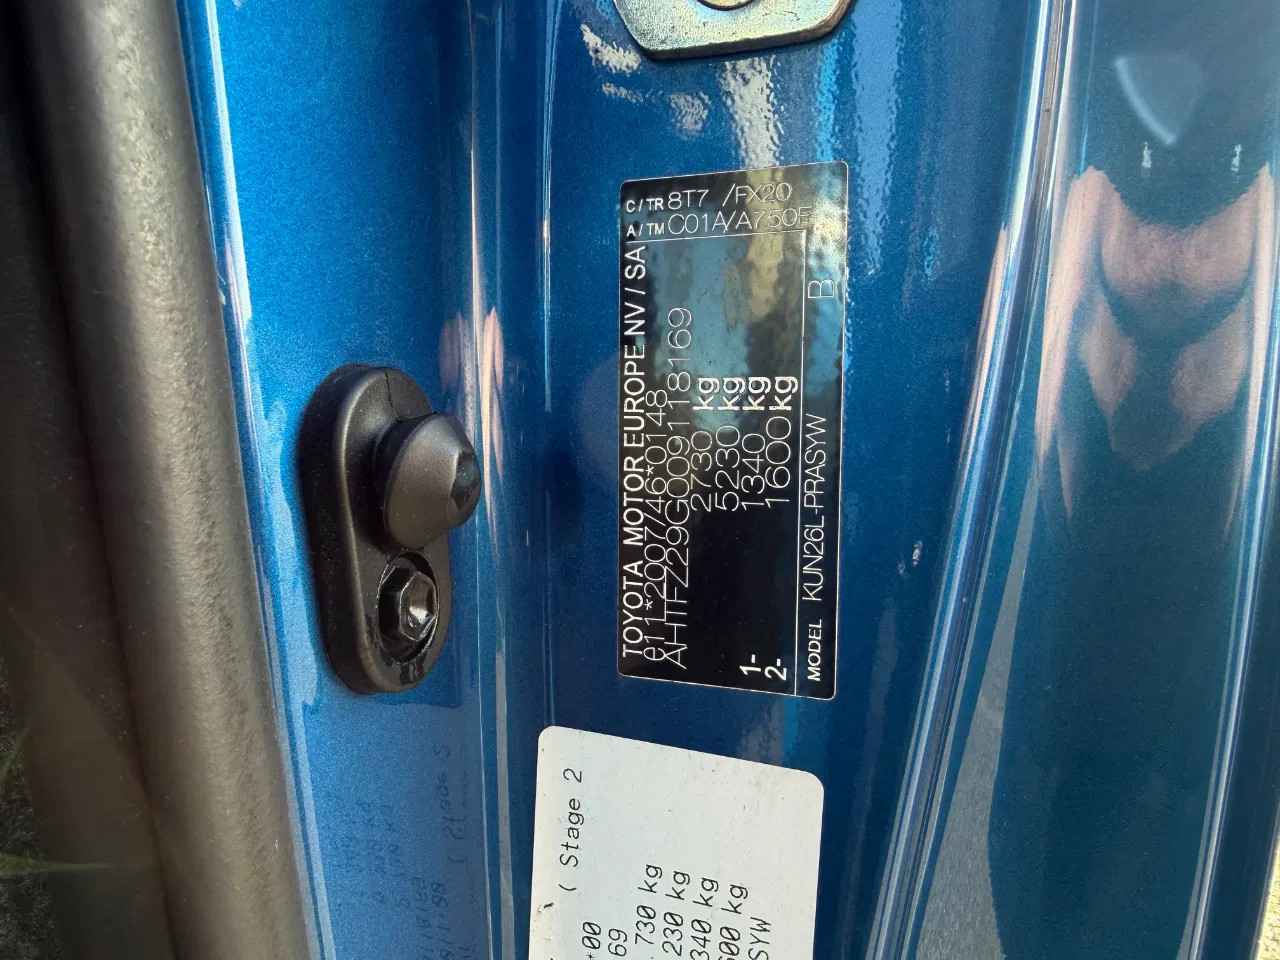 C/TR 8T7 /FX20
A/TM C01A/A750F
TOYOTA MOTOR EUROPE NV/SA
e11*2007/46*0148
AHTFZ29G009118169
2730 kg
5230 kg
1- 1340 kg
2- 1600 kg
MODEL KUN26L-PRASYW B
( Stage 2
*00
69
730 kg
230 kg
340 kg
600 kg
SYW